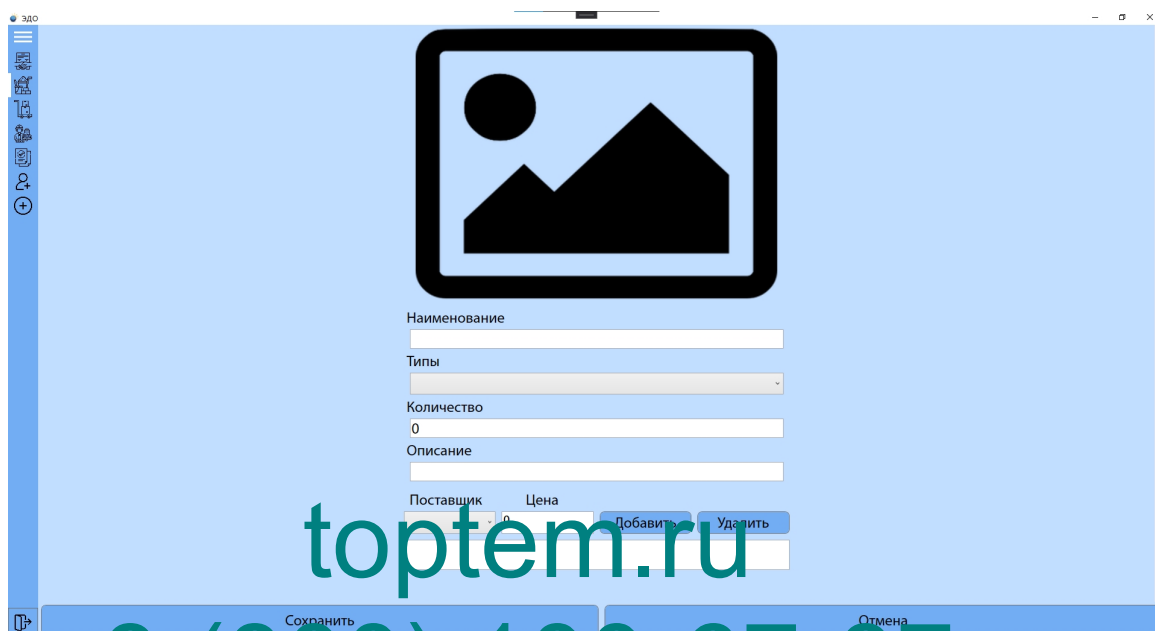 ЭДО
Наименование
Типы
Количество
0
Описание
Поставщик Цена
0 Добавить Удалить
toptem.ru
Сохранить Отмена